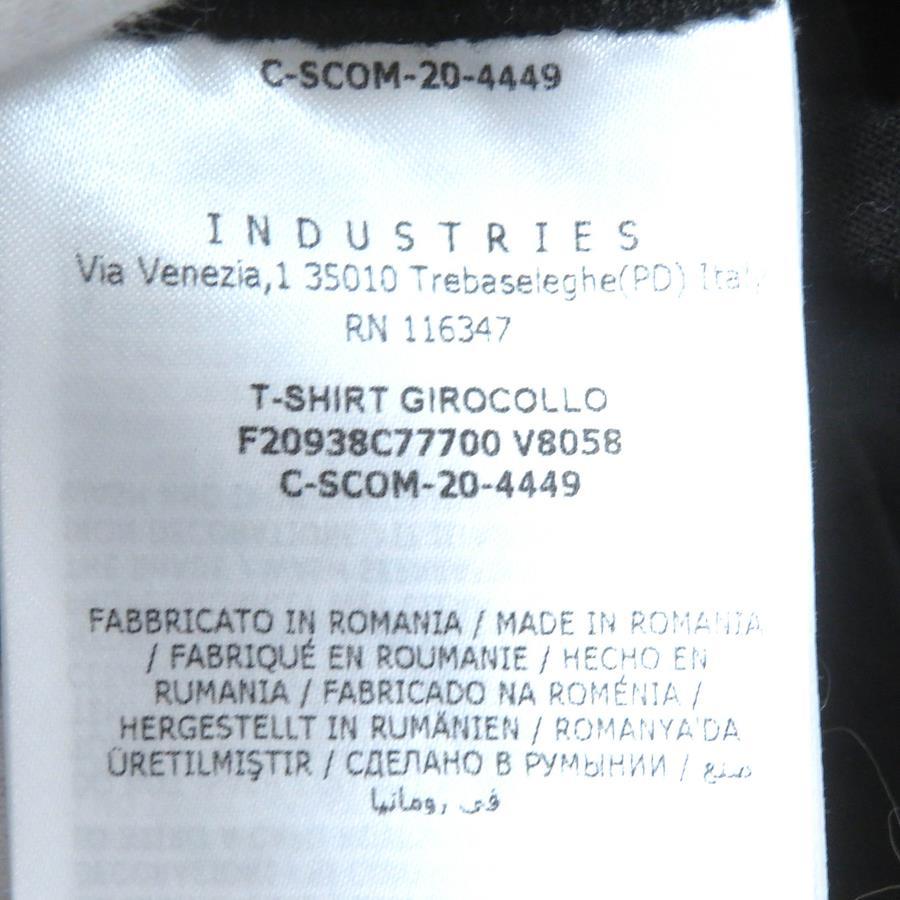 C-SCOM-20-4449
INDUSTRIES
Via Venezia,1 35010 Trebaseleghe(PD) Italy
RN 116347
T-SHIRT GIROCOLLO
F20938C77700 V8058
C-SCOM-20-4449
FABBRICATO IN ROMANIA / MADE IN ROMANIA
/ FABRIQUÉ EN ROUMANIE / HECHO EN
RUMANIA / FABRICADO NA ROMÉNIA /
HERGESTELLT IN RUMÄNIEN / ROMANYA'DA
ÜRETILMIŞTIR / СДЕЛАНО В РУМЫНИИ / صنع
في رومانيا